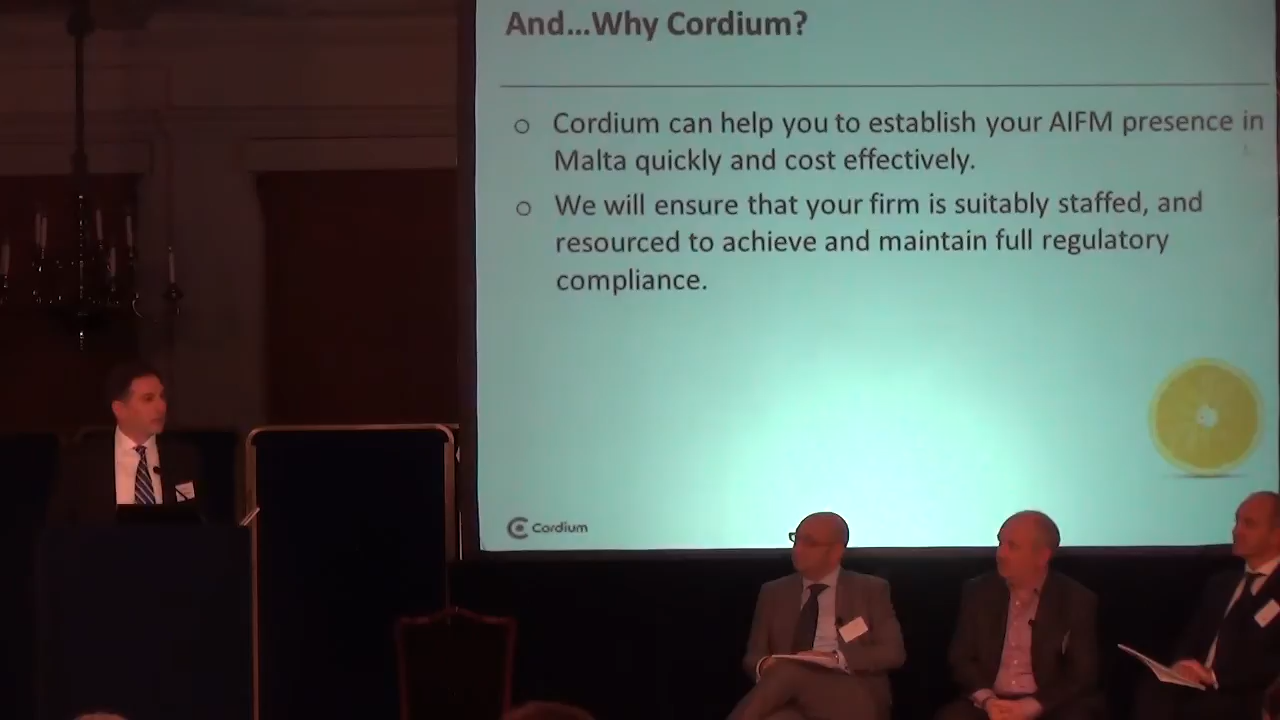 And...Why Cordium?
○ Cordium can help you to establish your AIFM presence in
Malta quickly and cost effectively.
○ We will ensure that your firm is suitably staffed, and
resourced to achieve and maintain full regulatory
compliance.
Cordium